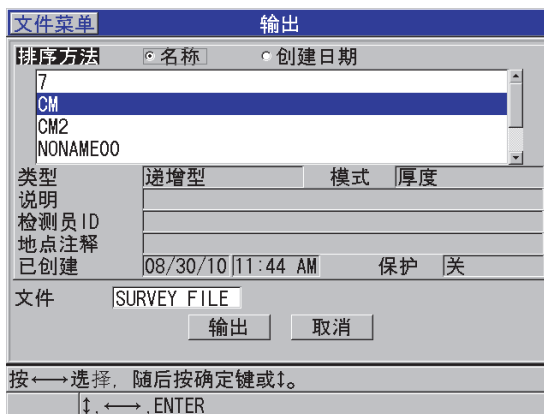 文件菜单 输出
排序方法 名称 创建日期
7
CM
CM2
NONAME00
类型 递增型 模式 厚度
说明
检测员ID
地点注释
已创建 08/30/10 11:44 AM 保护 关
文件 SURVEY FILE
输出 取消
按←→选择, 随后按确定键或↕。
↕, ←→ ,ENTER